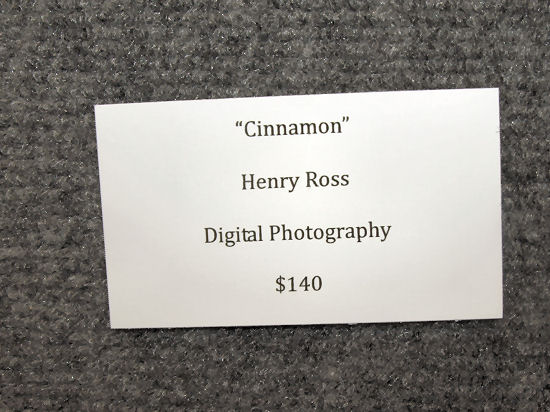 “Cinnamon”
Henry Ross
Digital Photography
$140